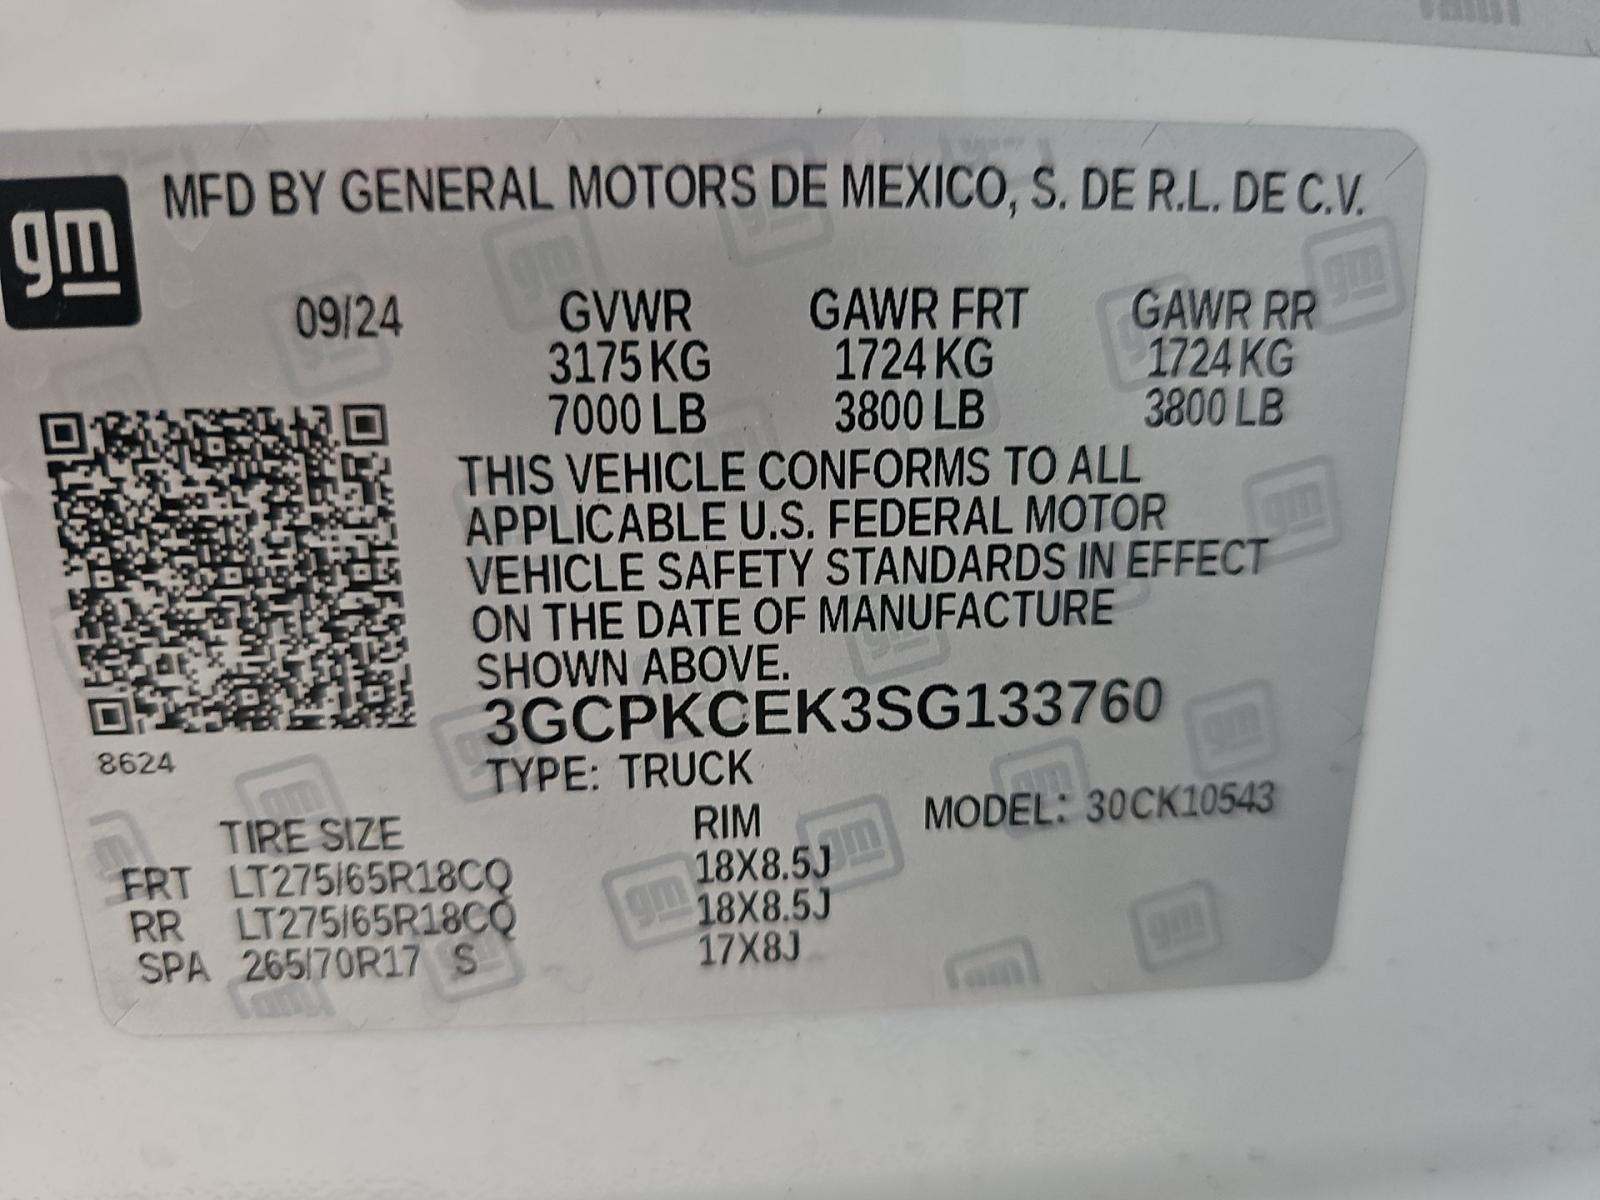 gm
MFD BY GENERAL MOTORS DE MEXICO, S. DE R.L. DE C.V.
09/24 GVWR GAWR FRT GAWR RR
3175 KG 1724 KG 1724 KG
7000 LB 3800 LB 3800 LB
THIS VEHICLE CONFORMS TO ALL
APPLICABLE U.S. FEDERAL MOTOR
VEHICLE SAFETY STANDARDS IN EFFECT
ON THE DATE OF MANUFACTURE
SHOWN ABOVE.
3GCPKCEK3SG133760
8624
TYPE: TRUCK
MODEL: 30CK10543
TIRE SIZE RIM
FRT LT275/65R18CQ 18X8.5J
RR LT275/65R18CQ 18X8.5J
SPA 265/70R17 S 17X8J